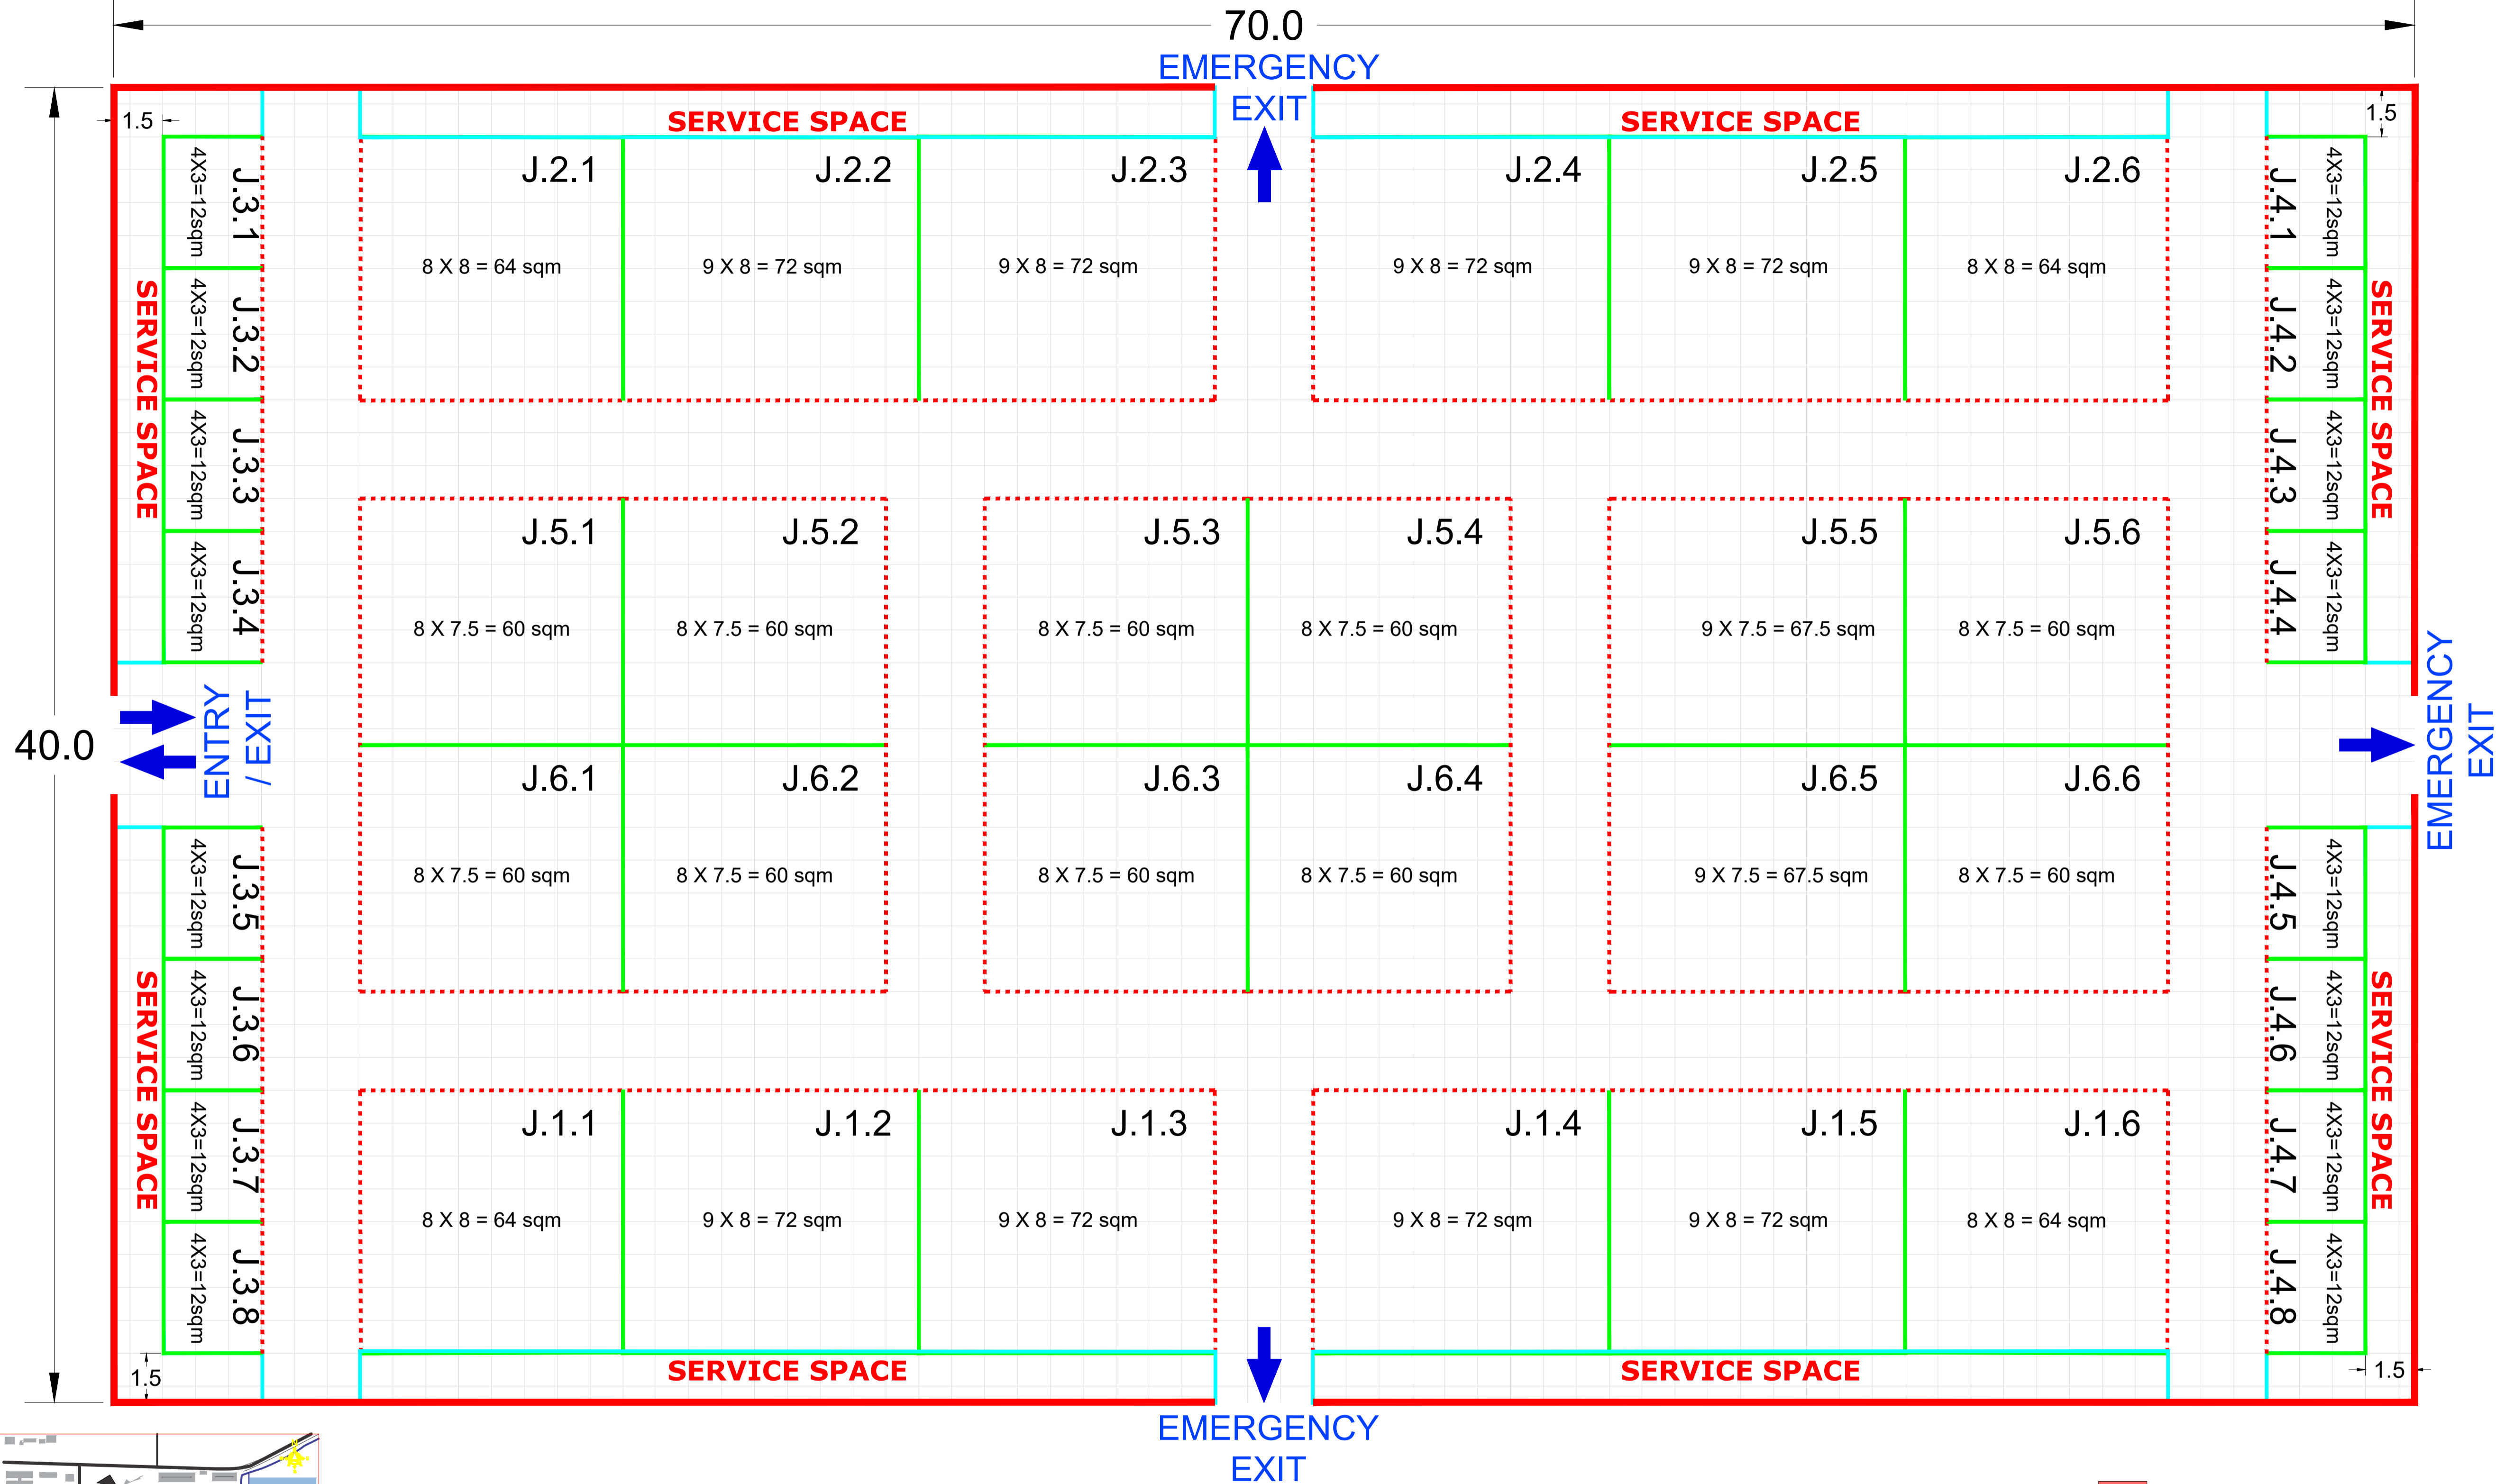 70.0
EMERGENCY
EXIT
1.5
SERVICE SPACE
SERVICE SPACE
1.5
J.2.1
J.2.2
J.2.3
J.2.4
J.2.5
J.2.6
8 X 8 = 64 sqm
9 X 8 = 72 sqm
9 X 8 = 72 sqm
9 X 8 = 72 sqm
9 X 8 = 72 sqm
8 X 8 = 64 sqm
SERVICE SPACE
J.3.1
4X3=12sqm
J.3.2
4X3=12sqm
J.3.3
4X3=12sqm
J.3.4
4X3=12sqm
J.4.1
4X3=12sqm
J.4.2
4X3=12sqm
J.4.3
4X3=12sqm
J.4.4
4X3=12sqm
SERVICE SPACE
J.5.1
J.5.2
J.5.3
J.5.4
J.5.5
J.5.6
8 X 7.5 = 60 sqm
8 X 7.5 = 60 sqm
8 X 7.5 = 60 sqm
8 X 7.5 = 60 sqm
9 X 7.5 = 67.5 sqm
8 X 7.5 = 60 sqm
40.0
EXIT /
ENTRY
EMERGENCY
EXIT
J.6.1
J.6.2
J.6.3
J.6.4
J.6.5
J.6.6
8 X 7.5 = 60 sqm
8 X 7.5 = 60 sqm
8 X 7.5 = 60 sqm
8 X 7.5 = 60 sqm
9 X 7.5 = 67.5 sqm
8 X 7.5 = 60 sqm
SERVICE SPACE
J.3.5
4X3=12sqm
J.3.6
4X3=12sqm
J.3.7
4X3=12sqm
J.3.8
4X3=12sqm
J.4.5
4X3=12sqm
J.4.6
4X3=12sqm
J.4.7
4X3=12sqm
J.4.8
4X3=12sqm
SERVICE SPACE
J.1.1
J.1.2
J.1.3
J.1.4
J.1.5
J.1.6
8 X 8 = 64 sqm
9 X 8 = 72 sqm
9 X 8 = 72 sqm
9 X 8 = 72 sqm
9 X 8 = 72 sqm
8 X 8 = 64 sqm
1.5
SERVICE SPACE
SERVICE SPACE
1.5
EMERGENCY
EXIT